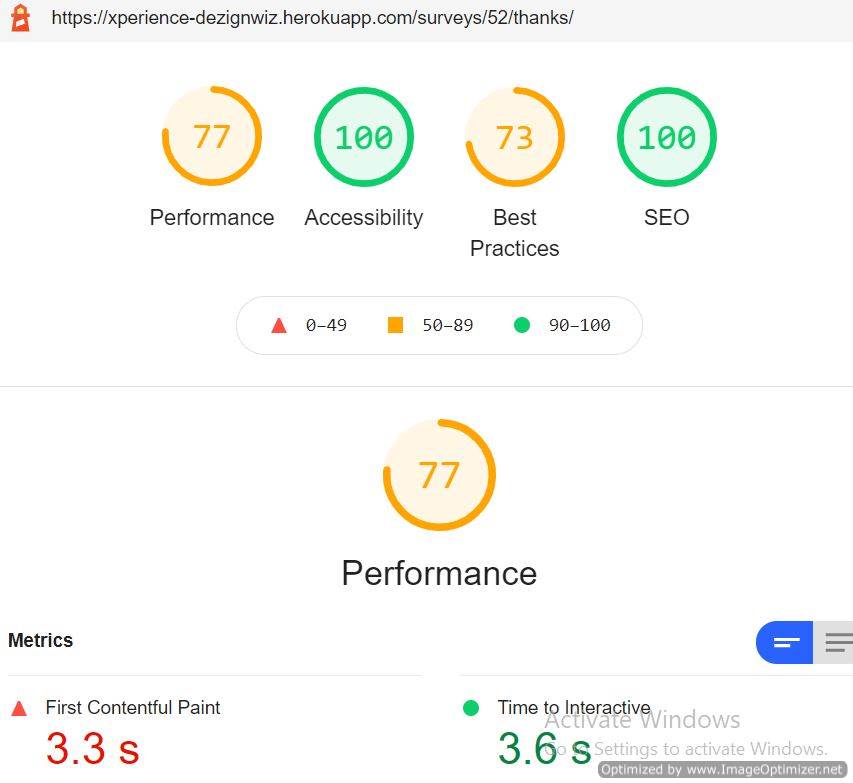 https://xperience-dezignwiz.herokuapp.com/surveys/52/thanks/
77 100 73 100
Performance Accessibility Best Practices SEO
0–49 50–89 90–100
77
Performance
Metrics
First Contentful Paint Time to Interactive
3.3 s 3.6 s
Activate Windows
Go to Settings to activate Windows.
Optimized by www.ImageOptimizer.net